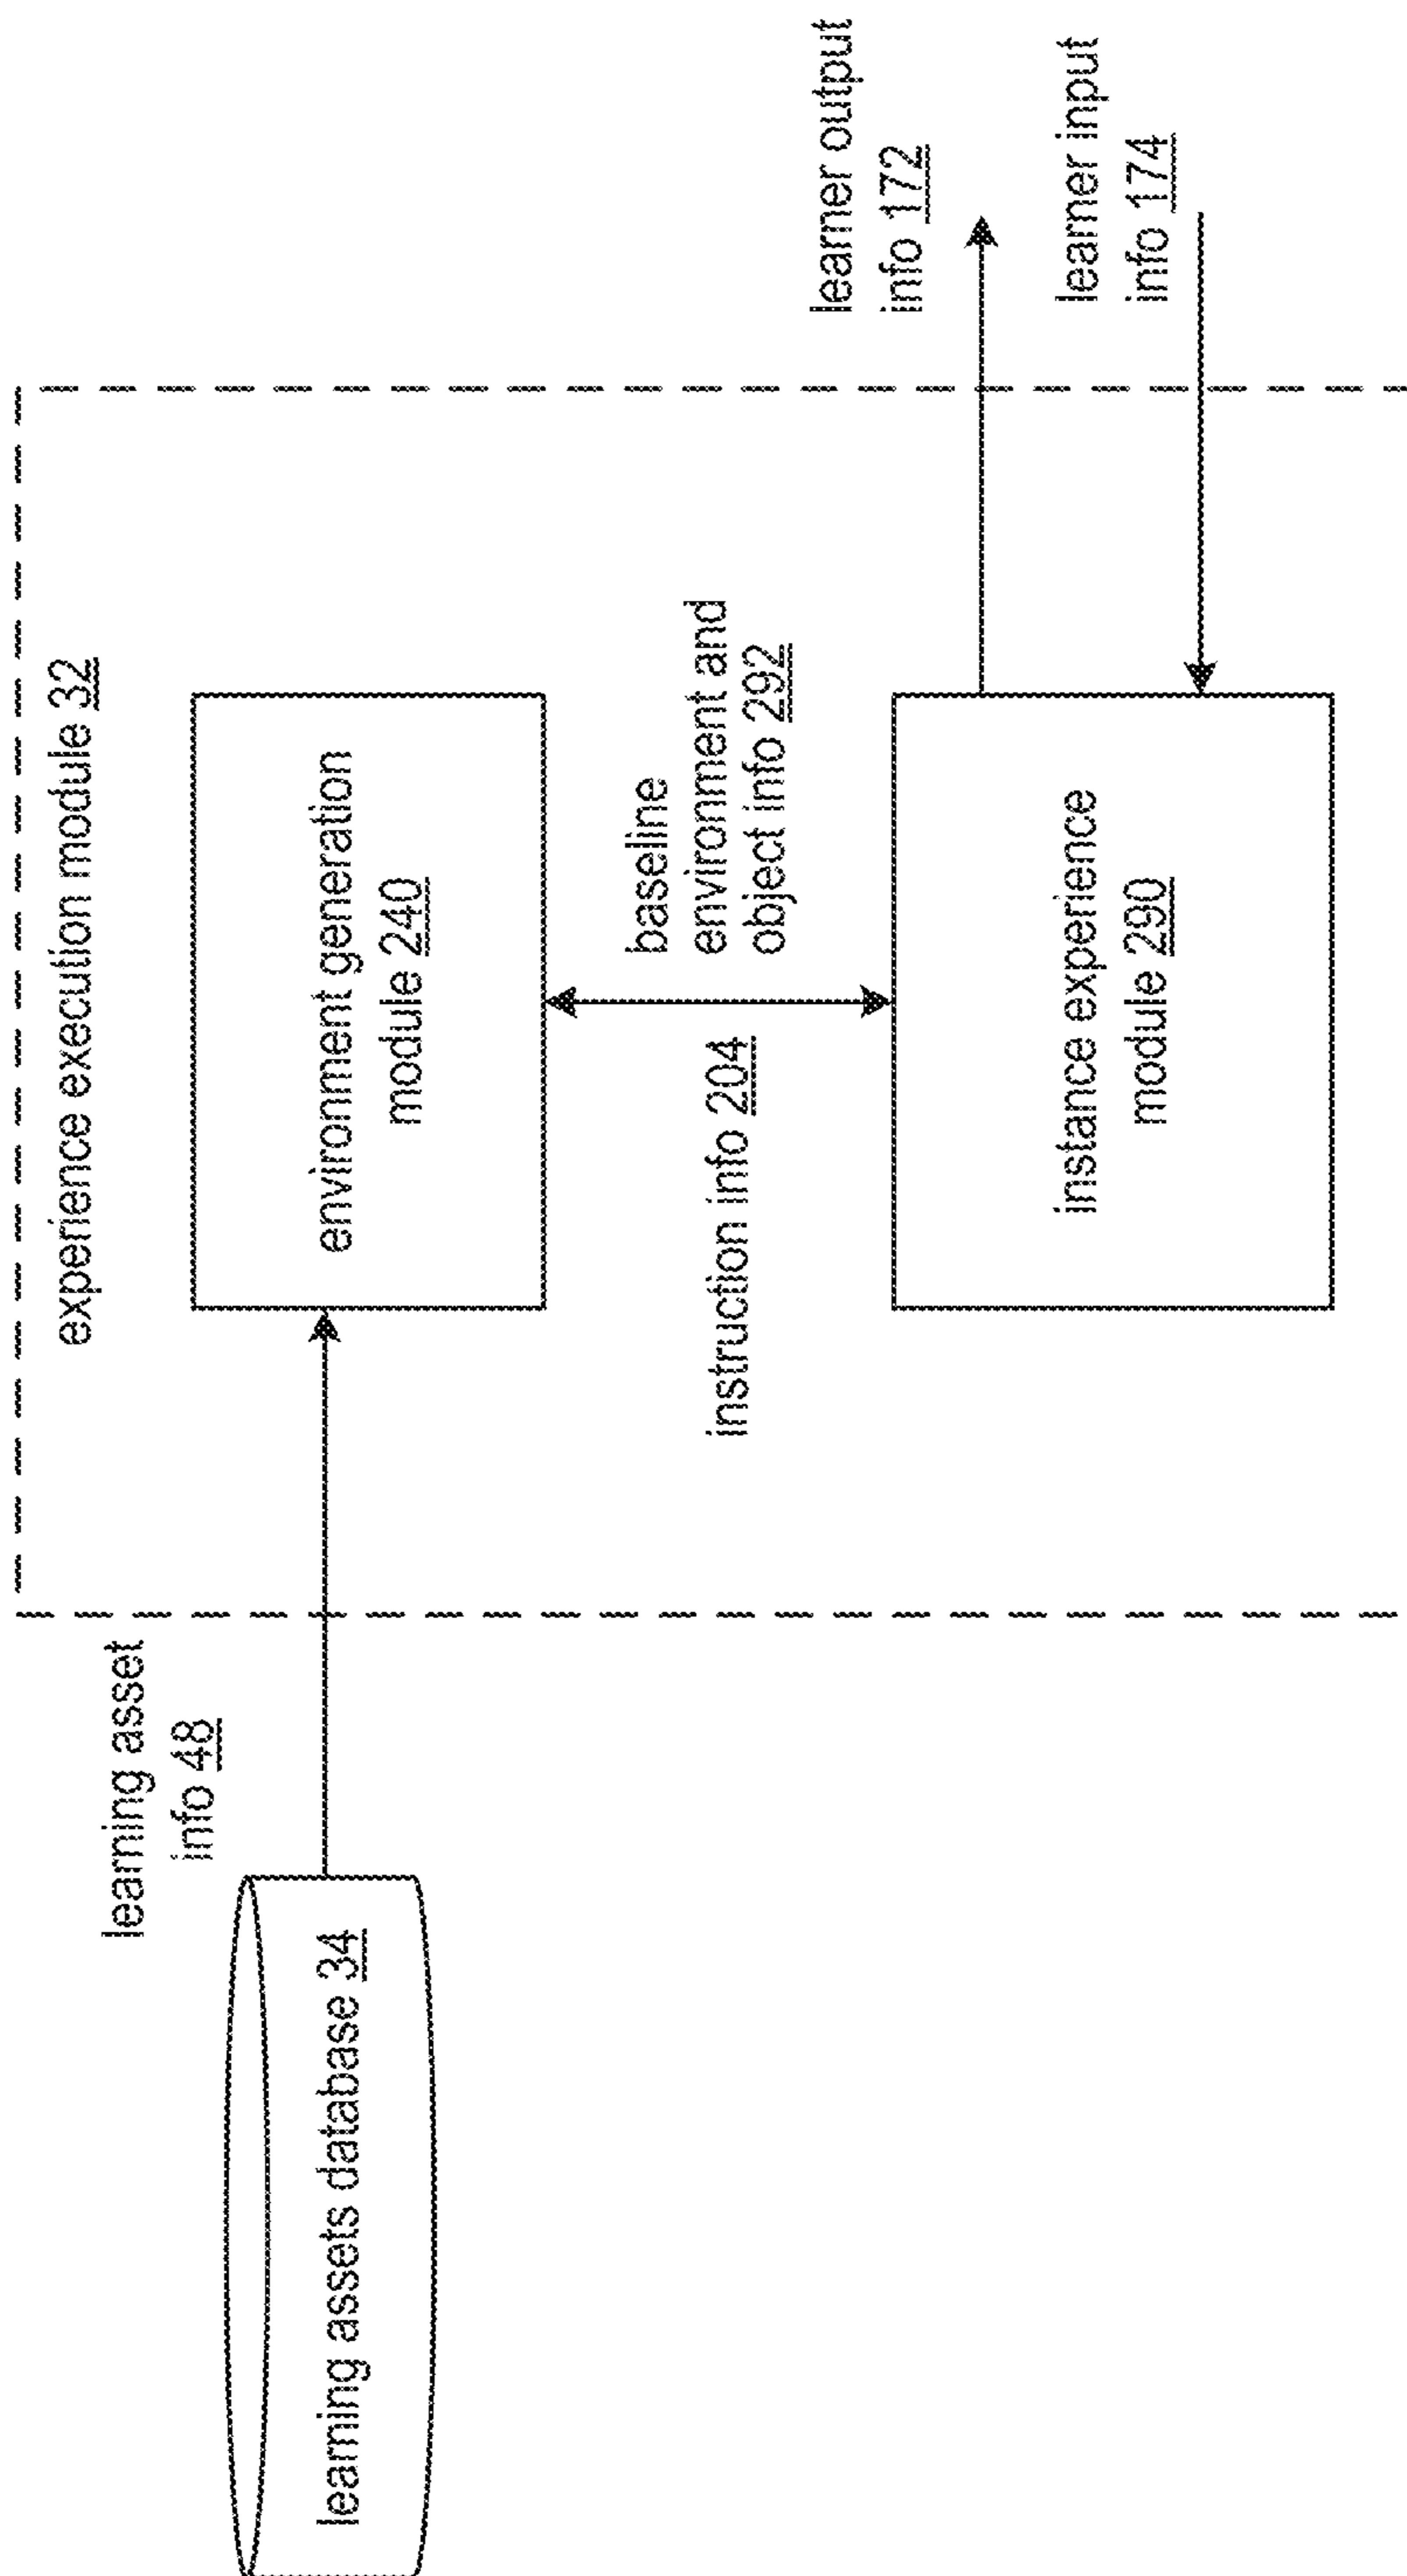 experience execution module 32
learning asset
info 48
learning assets database 34
environment generation
module 240
instruction info 204
baseline
environment and
object info 292
instance experience
module 290
learner output
info 172
learner input
info 174